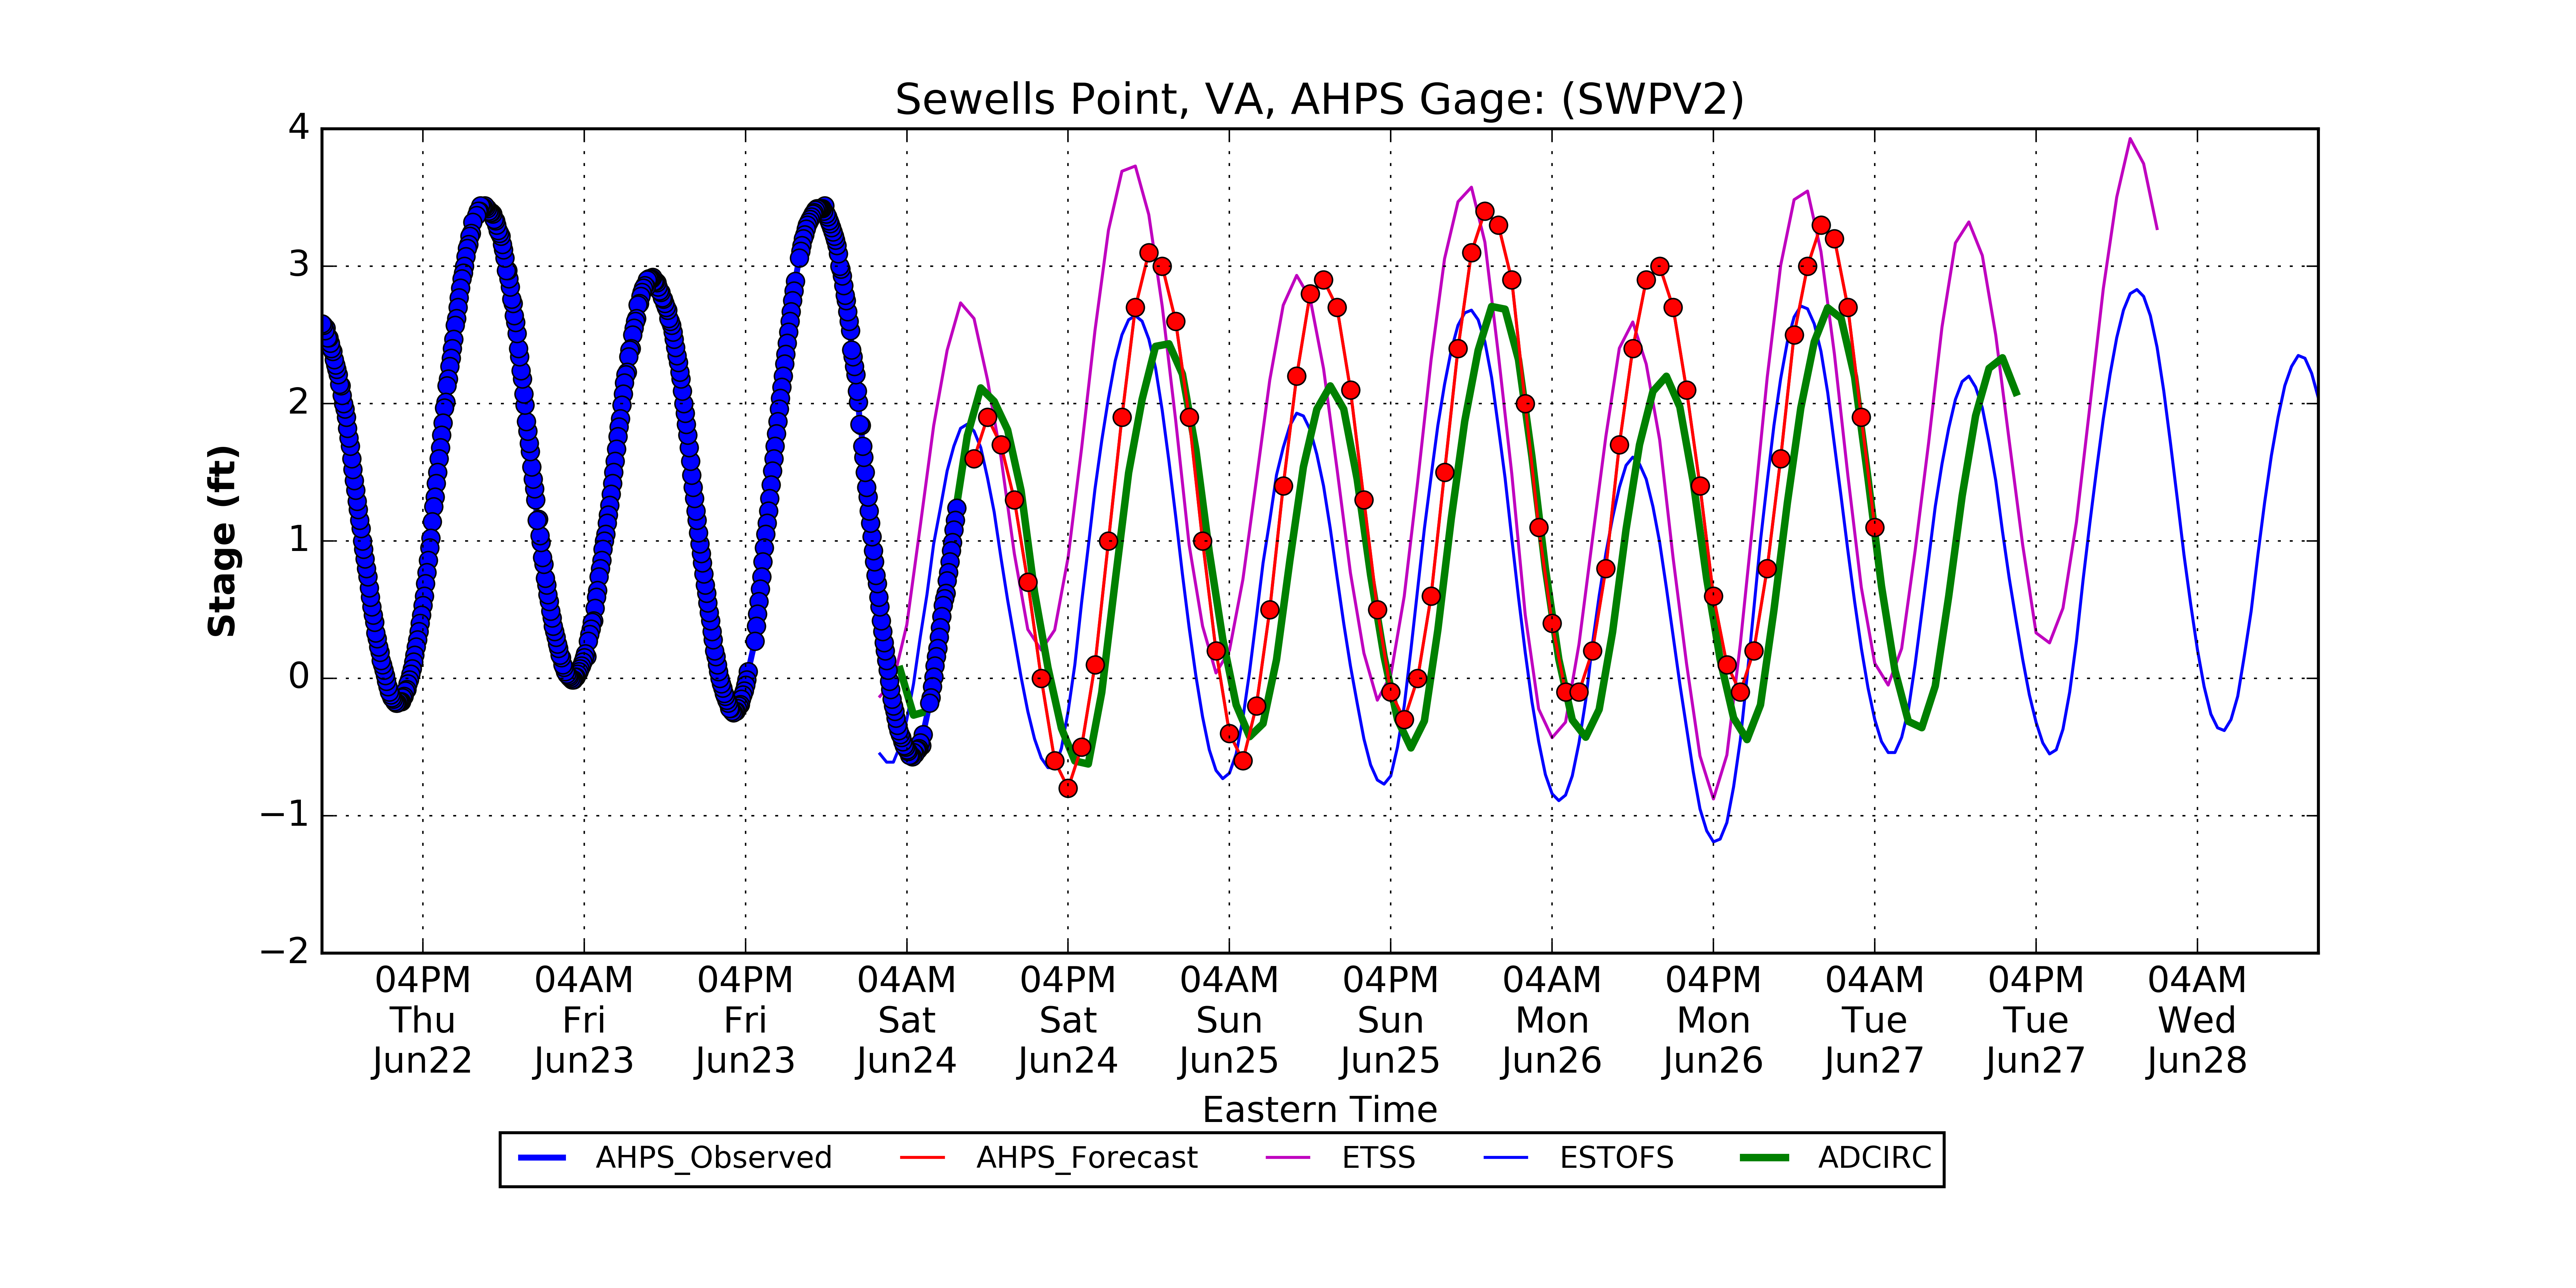 Sewells Point, VA, AHPS Gage: (SWPV2)
4
3
2
1
0
−1
−2
Stage (ft)
04PM 04AM 04PM 04AM 04PM 04AM 04PM 04AM 04PM 04AM 04PM 04AM
Thu Fri Fri Sat Sat Sun Sun Mon Mon Tue Tue Wed
Jun22 Jun23 Jun23 Jun24 Jun24 Jun25 Jun25 Jun26 Jun26 Jun27 Jun27 Jun28
Eastern Time
AHPS_Observed AHPS_Forecast ETSS ESTOFS ADCIRC